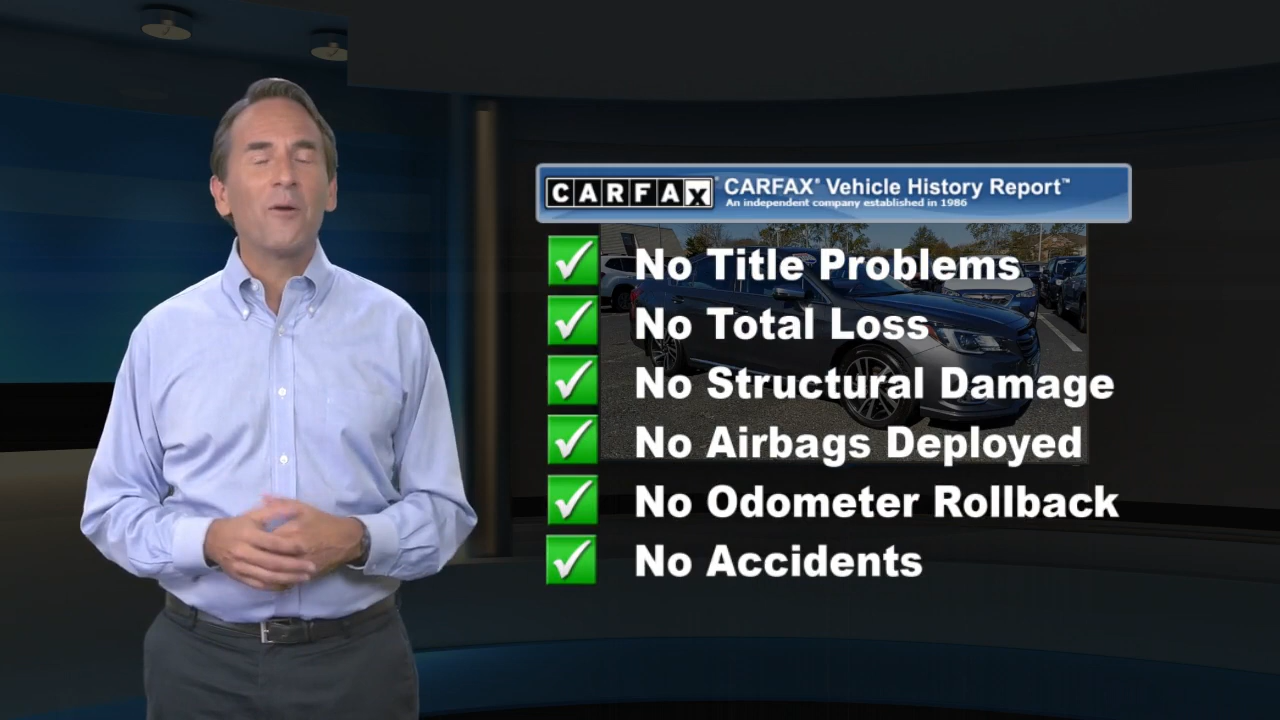 CARFAX CARFAX® Vehicle History Report™
An independent company established in 1986
No Title Problems
No Total Loss
No Structural Damage
No Airbags Deployed
No Odometer Rollback
No Accidents